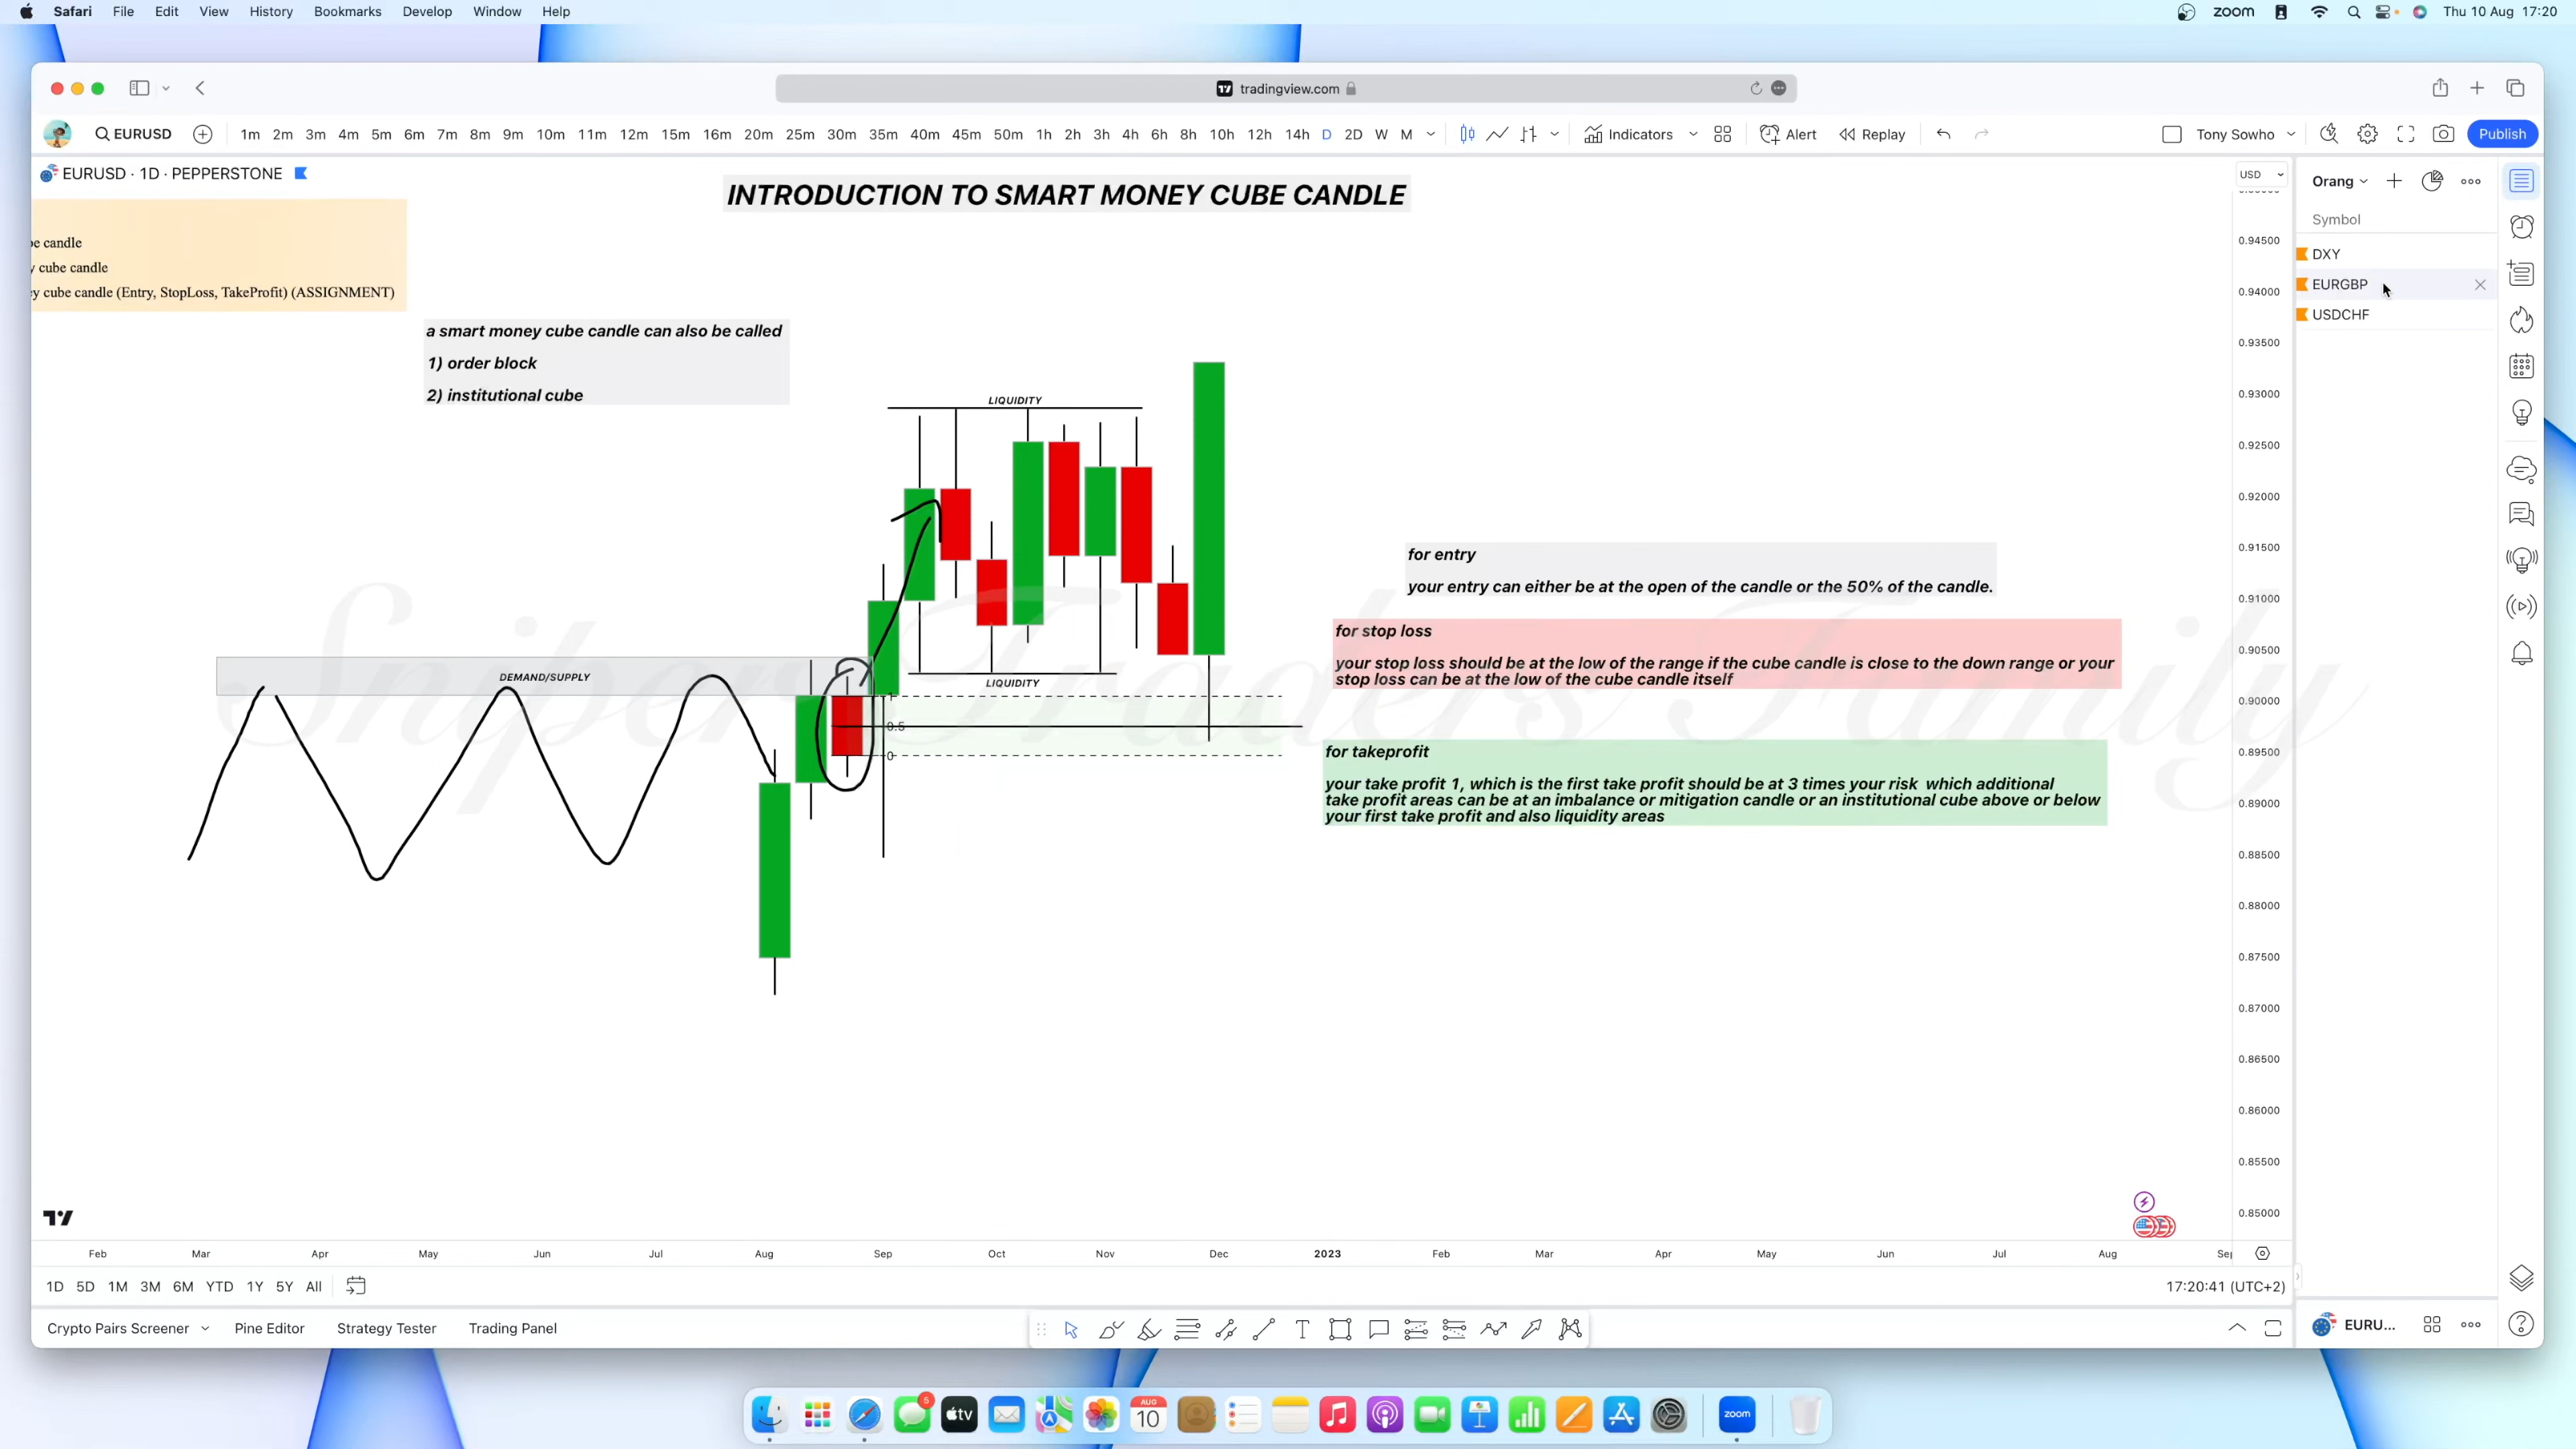 Safari File Edit View History Bookmarks Develop Window Help
zoom Thu 10 Aug 17:20
tradingview.com
EURUSD 1m 2m 3m 4m 5m 6m 7m 8m 9m 10m 11m 12m 15m 16m 20m 25m 30m 35m 40m 45m 50m 1h 2h 3h 4h 6h 8h 10h 12h 14h D 2D W M Indicators Alert Replay Tony Sowho Publish
EURUSD · 1D · PEPPERSTONE
INTRODUCTION TO SMART MONEY CUBE CANDLE
be candle
y cube candle
ey cube candle (Entry, StopLoss, TakeProfit) (ASSIGNMENT)
a smart money cube candle can also be called
1) order block
2) institutional cube
LIQUIDITY
DEMAND/SUPPLY
LIQUIDITY
1
0.5
0
for entry
your entry can either be at the open of the candle or the 50% of the candle.
for stop loss
your stop loss should be at the low of the range if the cube candle is close to the down range or your
stop loss can be at the low of the cube candle itself
for takeprofit
your take profit 1, which is the first take profit should be at 3 times your risk which additional
take profit areas can be at an imbalance or mitigation candle or an institutional cube above or below
your first take profit and also liquidity areas
Snipers Traders Family
USD
0.94500
0.94000
0.93500
0.93000
0.92500
0.92000
0.91500
0.91000
0.90500
0.90000
0.89500
0.89000
0.88500
0.88000
0.87500
0.87000
0.86500
0.86000
0.85500
0.85000
Orang
Symbol
DXY
EURGBP
USDCHF
Feb Mar Apr May Jun Jul Aug Sep Oct Nov Dec 2023 Feb Mar Apr May Jun Jul Aug Sep
1D 5D 1M 3M 6M YTD 1Y 5Y All
17:20:41 (UTC+2)
Crypto Pairs Screener Pine Editor Strategy Tester Trading Panel
EURU...
5
tv
AUG
10
zoom